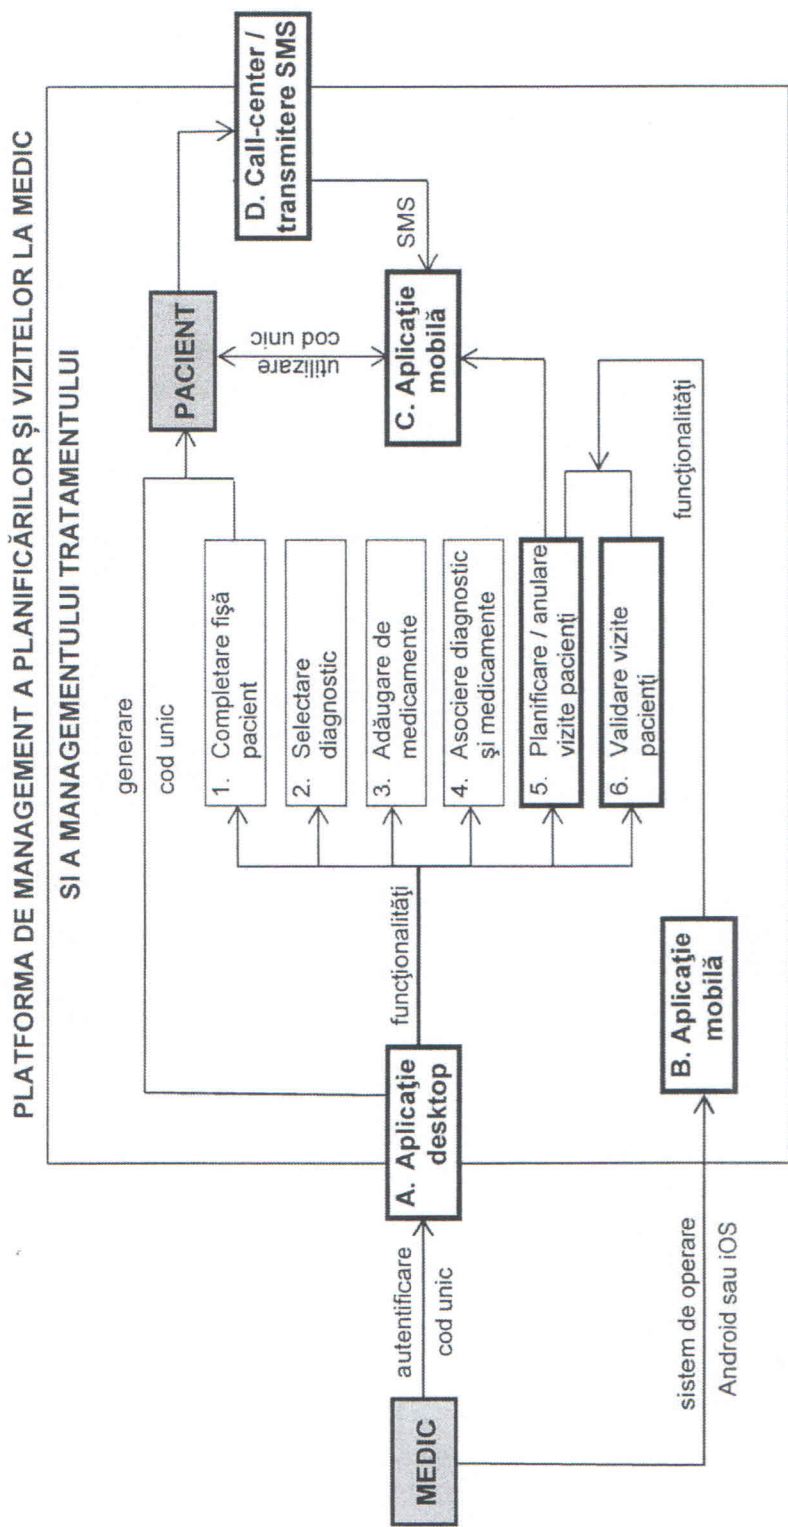 PLATFORMA DE MANAGEMENT A PLANIFICĂRILOR ȘI VIZITELOR LA MEDIC
SI A MANAGEMENTULUI TRATAMENTULUI
MEDIC
autentificare
cod unic
sistem de operare
Android sau iOS
A. Aplicaţie
desktop
B. Aplicaţie
mobilă
generare
cod unic
funcţionalităţi
1. Completare fişă
pacient
2. Selectare
diagnostic
3. Adăugare de
medicamente
4. Asociere diagnostic
şi medicamente
5. Planificare / anulare
vizite pacienţi
6. Validare vizite
pacienţi
funcţionalităţi
PACIENT
utilizare
cod unic
C. Aplicaţie
mobilă
SMS
D. Call-center /
transmitere SMS